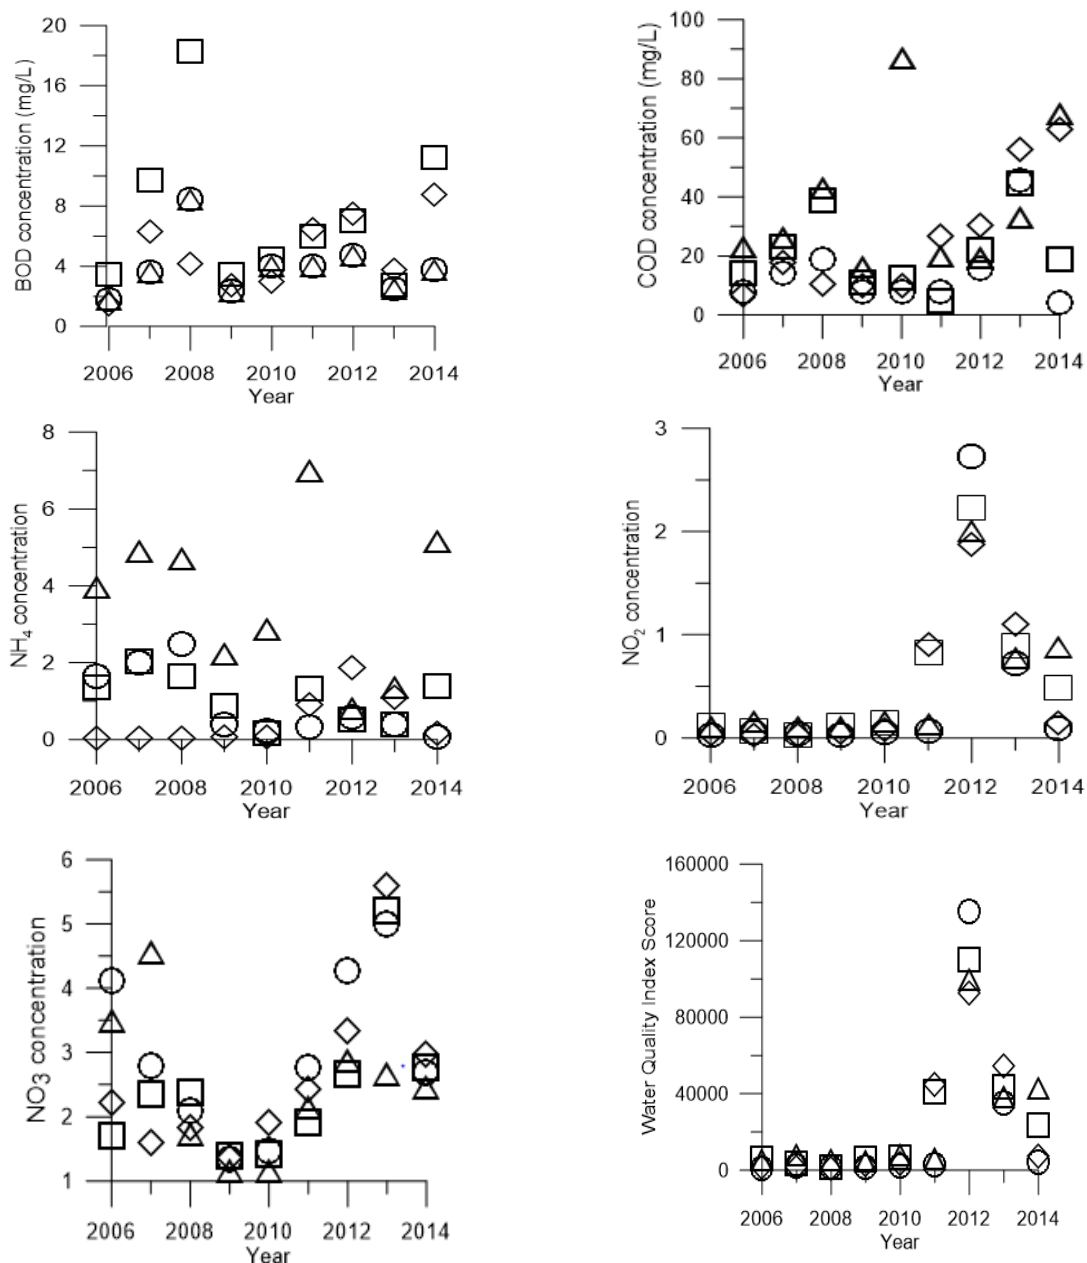 BOD concentration (mg/L)
20
16
12
8
4
0
2006 2008 2010 2012 2014
Year
COD concentration (mg/L)
100
80
60
40
20
0
2006 2008 2010 2012 2014
Year
NH4 concentration
8
6
4
2
0
2006 2008 2010 2012 2014
Year
NO2 concentration
3
2
1
0
2006 2008 2010 2012 2014
Year
NO3 concentration
6
5
4
3
2
1
2006 2008 2010 2012 2014
Year
Water Quality Index Score
160000
120000
80000
40000
0
2006 2008 2010 2012 2014
Year